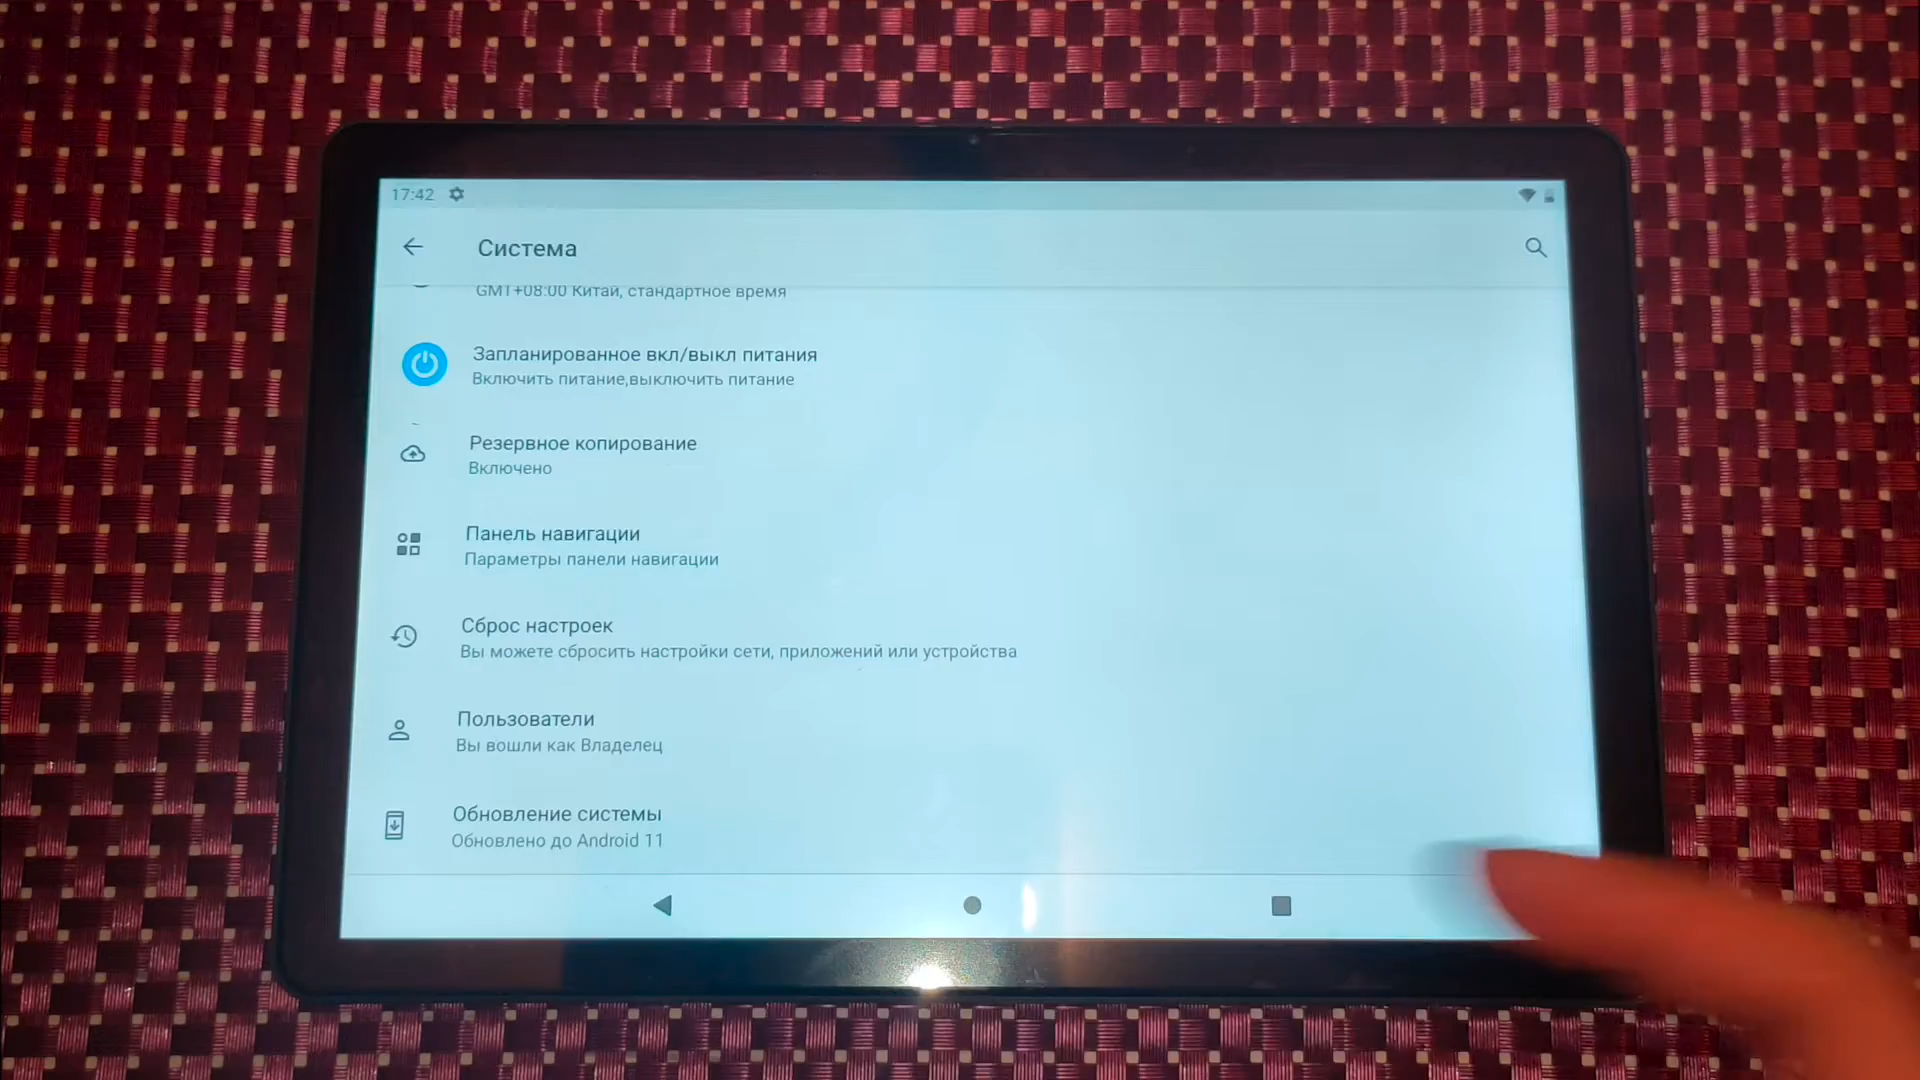 17:42
Система
GMT+08:00 Китай, стандартное время
Запланированное вкл/выкл питания
Включить питание,выключить питание
Резервное копирование
Включено
Панель навигации
Параметры панели навигации
Сброс настроек
Вы можете сбросить настройки сети, приложений или устройства
Пользователи
Вы вошли как Владелец
Обновление системы
Обновлено до Android 11